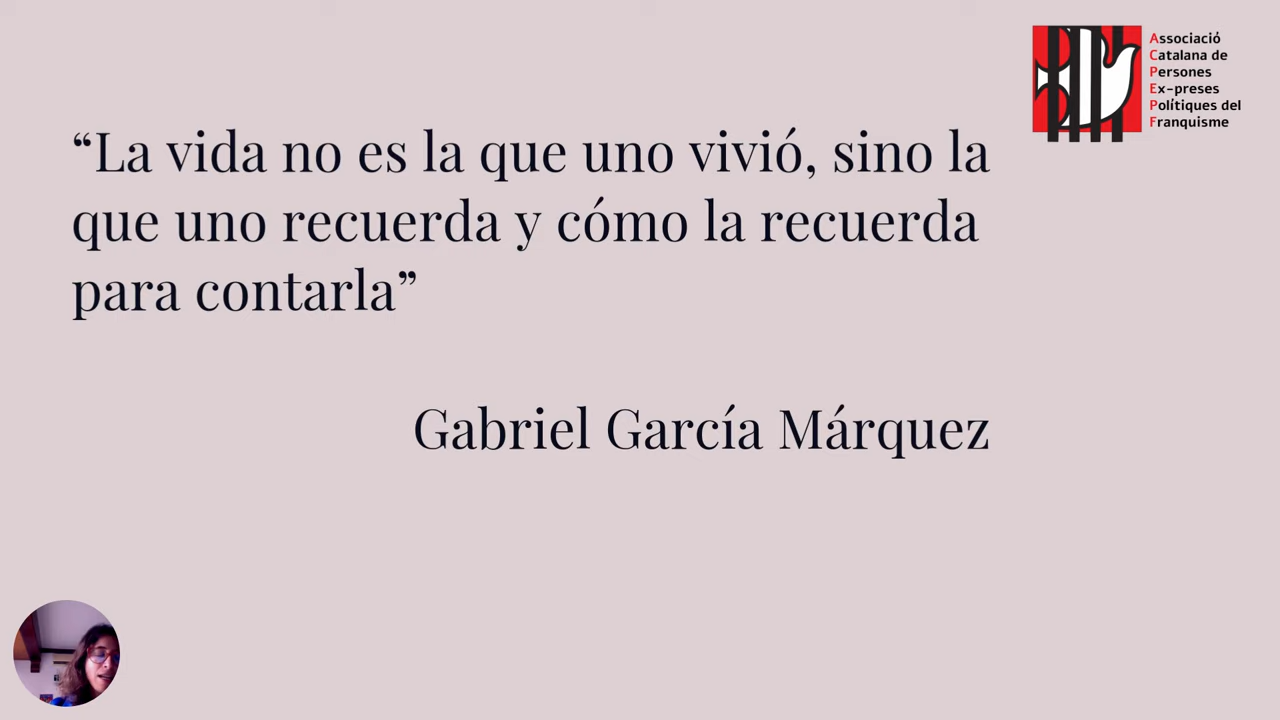 “La vida no es la que uno vivió, sino la
que uno recuerda y cómo la recuerda
para contarla”
Gabriel García Márquez
Associació
Catalana de
Persones
Ex-preses
Polítiques del
Franquisme